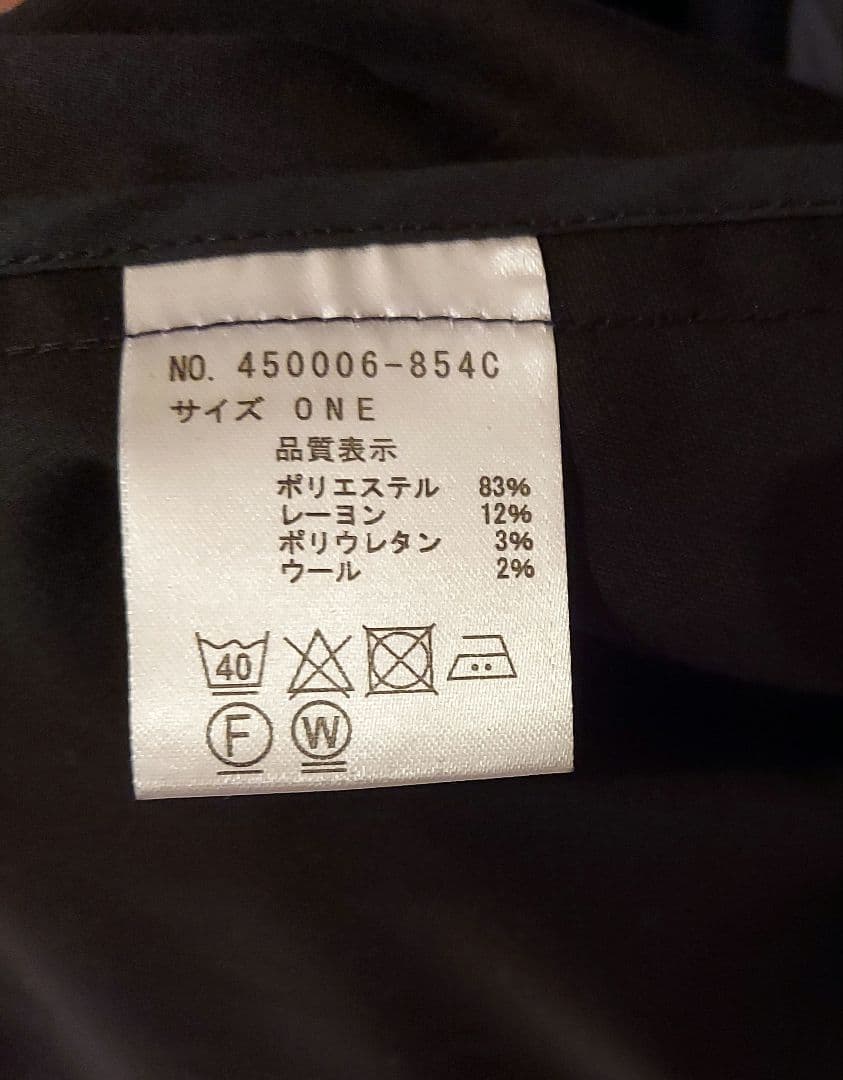 NO. 450006-854C
サイズ ONE
品質表示
ポリエステル 83%
レーヨン 12%
ポリウレタン 3%
ウール 2%
40
F W